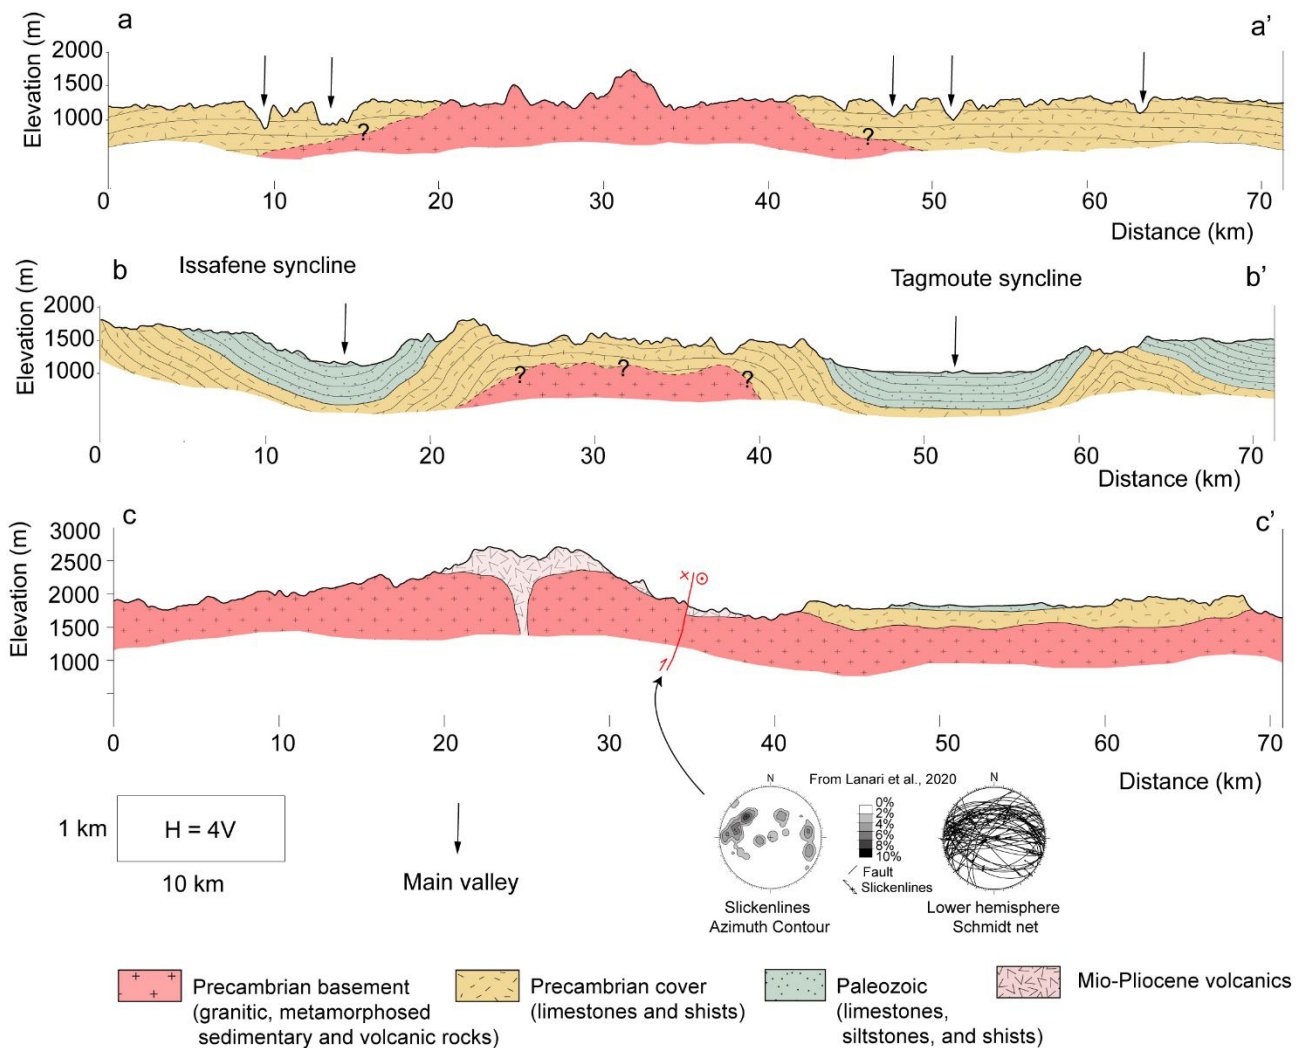 a
a'
Elevation (m)
2000
1500
1000
?
?
0
10
20
30
40
50
60
70
Distance (km)
Issafene syncline
Tagmoute syncline
b
b'
Elevation (m)
2000
1500
1000
?
?
?
0
10
20
30
40
50
60
70
Distance (km)
c
c'
Elevation (m)
3000
2500
2000
1500
1000
0
10
20
30
40
50
60
70
Distance (km)
1 km
H = 4V
10 km
Main valley
From Lanari et al., 2020
N
N
0%
2%
4%
6%
8%
10%
Fault
Slickenlines
Slickenlines
Azimuth Contour
Lower hemisphere
Schmidt net
Precambrian basement
(granitic, metamorphosed
sedimentary and volcanic rocks)
Precambrian cover
(limestones and shists)
Paleozoic
(limestones,
siltstones, and shists)
Mio-Pliocene volcanics